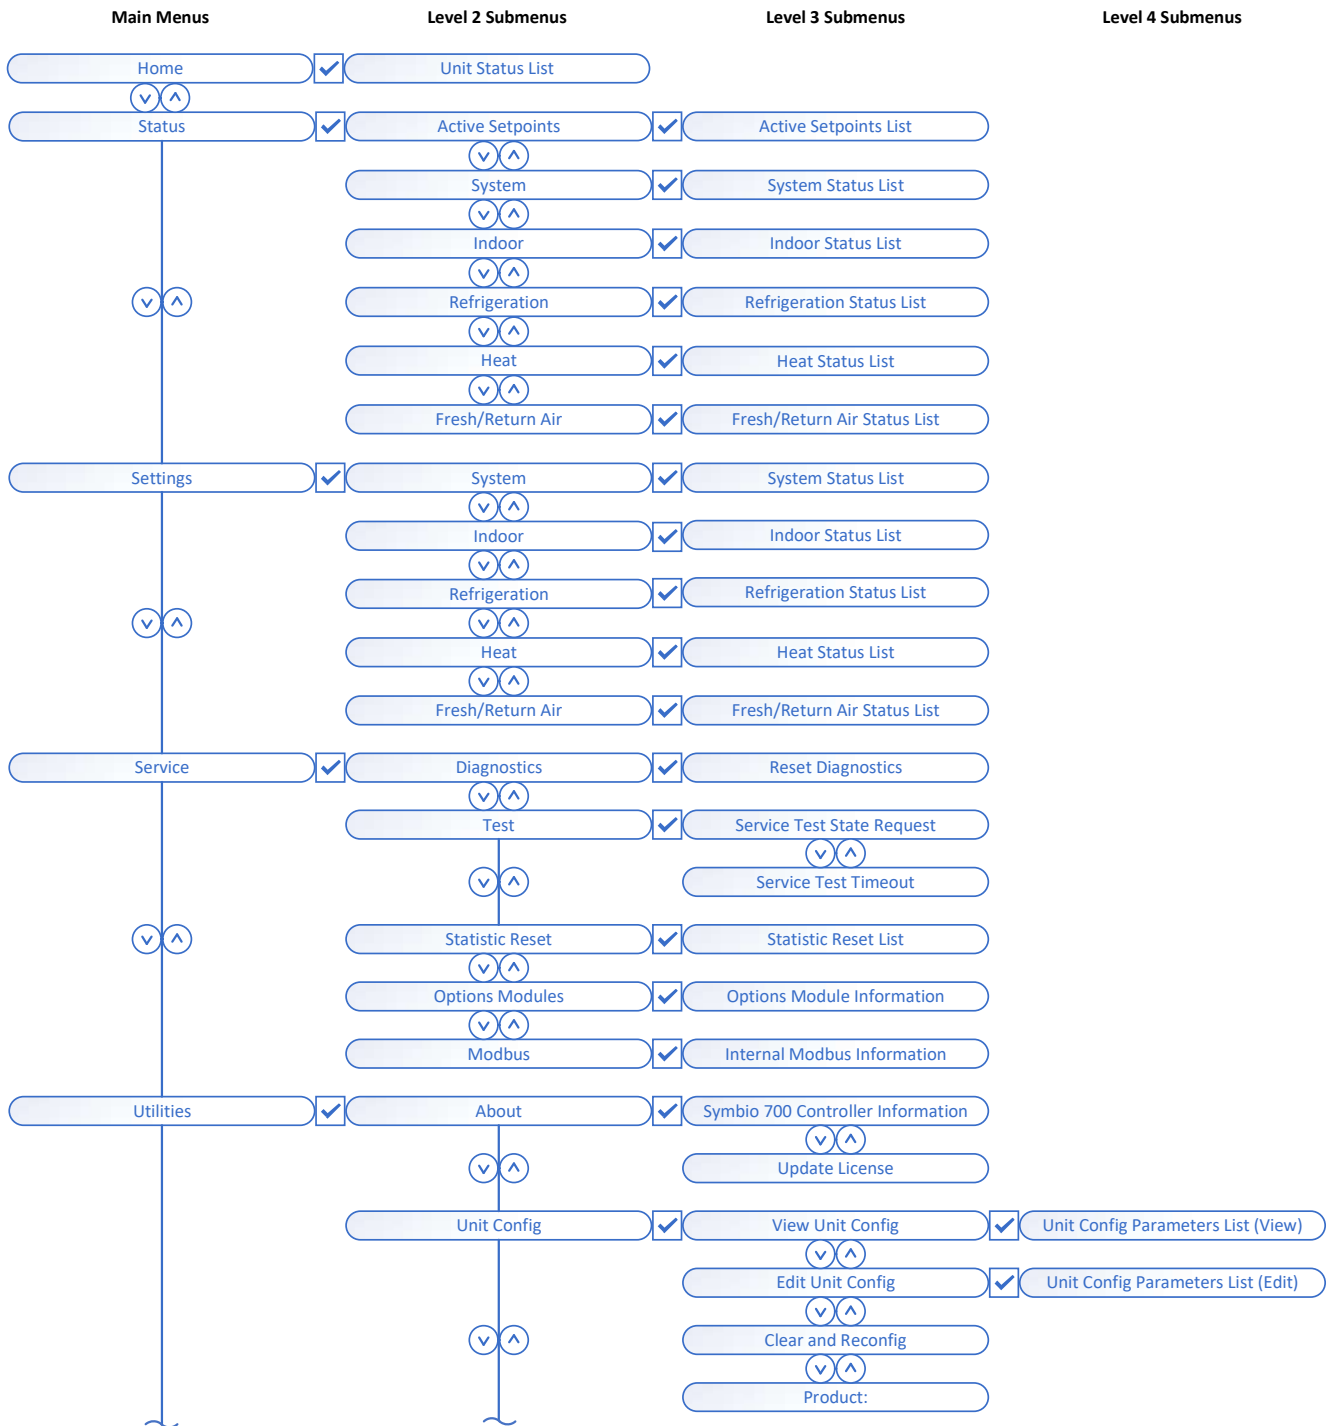 Main Menus Level 2 Submenus Level 3 Submenus Level 4 Submenus
Home Unit Status List
Status Active Setpoints Active Setpoints List
System System Status List
Indoor Indoor Status List
Refrigeration Refrigeration Status List
Heat Heat Status List
Fresh/Return Air Fresh/Return Air Status List
Settings System System Status List
Indoor Indoor Status List
Refrigeration Refrigeration Status List
Heat Heat Status List
Fresh/Return Air Fresh/Return Air Status List
Service Diagnostics Reset Diagnostics
Test Service Test State Request
Service Test Timeout
Statistic Reset Statistic Reset List
Options Modules Options Module Information
Modbus Internal Modbus Information
Utilities About Symbio 700 Controller Information
Update License
Unit Config View Unit Config Unit Config Parameters List (View)
Edit Unit Config Unit Config Parameters List (Edit)
Clear and Reconfig
Product: